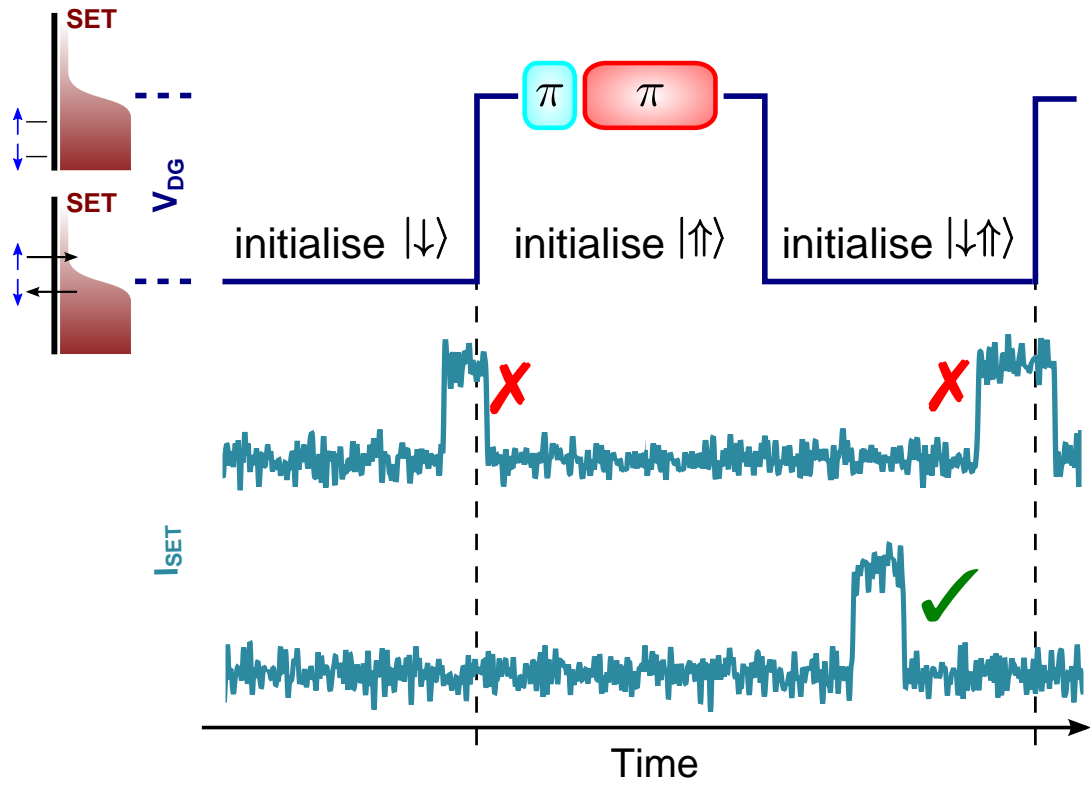 SET
π π
V_DG
SET
initialise |↓⟩ initialise |⇑⟩ initialise |↓⇑⟩
✗ ✗
I_SET
✓
Time